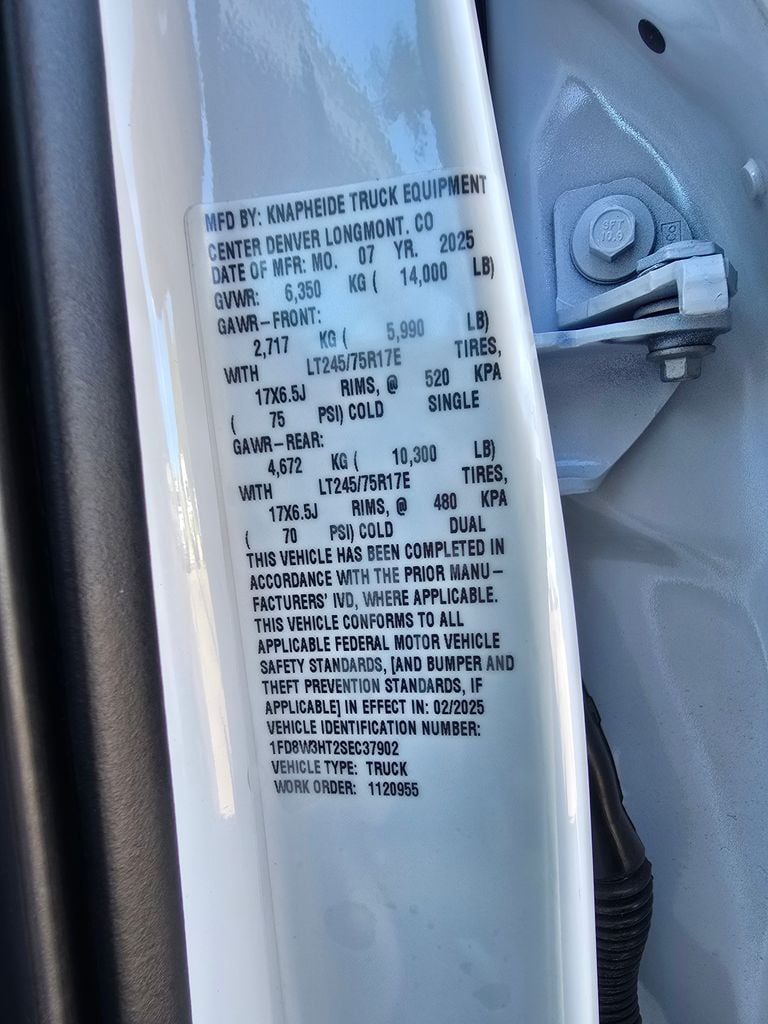 MFD BY: KNAPHEIDE TRUCK EQUIPMENT
CENTER DENVER LONGMONT, CO
DATE OF MFR: MO. 07 YR. 2025
GVWR: 6,350 KG ( 14,000 LB)
GAWR-FRONT:
2,717 KG ( 5,990 LB)
WITH LT245/75R17E TIRES,
17X6.5J RIMS, @ 520 KPA
( 75 PSI) COLD SINGLE
GAWR-REAR:
4,672 KG ( 10,300 LB)
WITH LT245/75R17E TIRES,
17X6.5J RIMS, @ 480 KPA
( 70 PSI) COLD DUAL
THIS VEHICLE HAS BEEN COMPLETED IN
ACCORDANCE WITH THE PRIOR MANU-
FACTURERS' IVD, WHERE APPLICABLE.
THIS VEHICLE CONFORMS TO ALL
APPLICABLE FEDERAL MOTOR VEHICLE
SAFETY STANDARDS, [AND BUMPER AND
THEFT PREVENTION STANDARDS, IF
APPLICABLE] IN EFFECT IN: 02/2025
VEHICLE IDENTIFICATION NUMBER:
1FD8W3HT2SEC37902
VEHICLE TYPE: TRUCK
WORK ORDER: 1120955
10.9